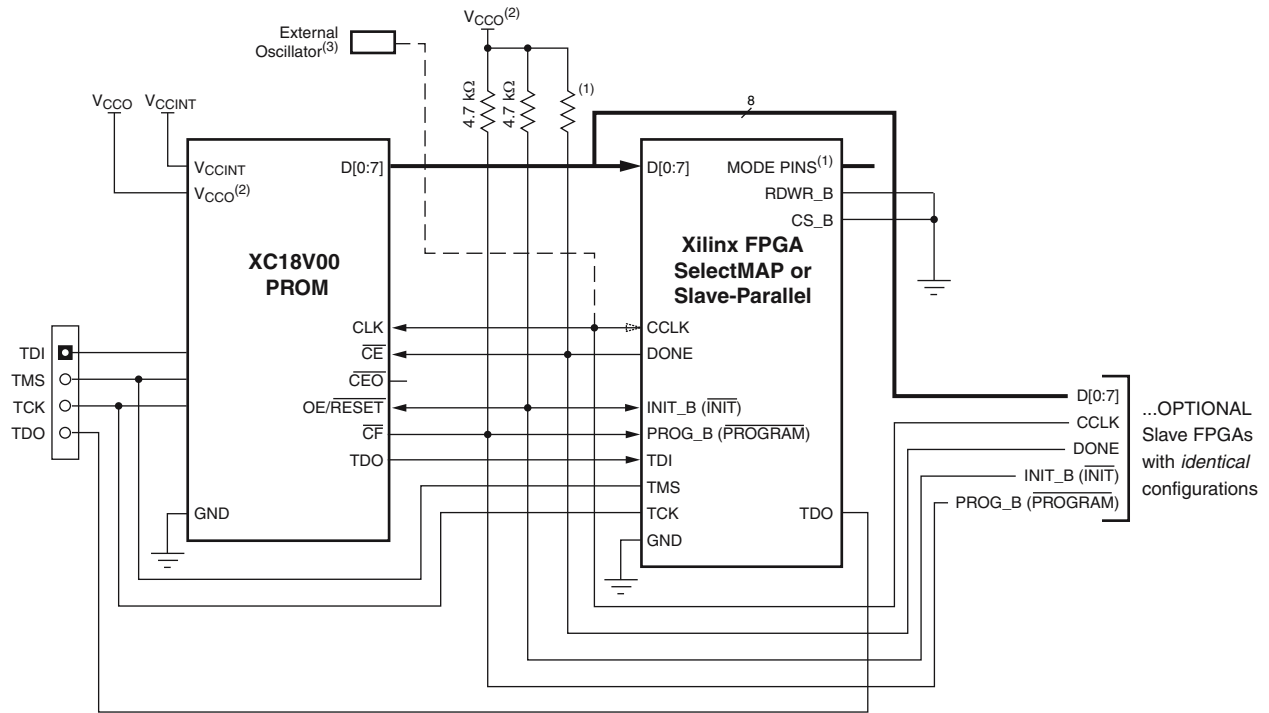 External
Oscillator(3)
VCCO(2)
4.7 kΩ
4.7 kΩ
(1)
8
VCCO
VCCINT
VCCINT
VCCO(2)
D[0:7]
XC18V00
PROM
CLK
CE
CEO
OE/RESET
CF
TDO
GND
TDI
TMS
TCK
TDO
D[0:7]
MODE PINS(1)
RDWR_B
CS_B
Xilinx FPGA
SelectMAP or
Slave-Parallel
CCLK
DONE
INIT_B (INIT)
PROG_B (PROGRAM)
TDI
TMS
TCK
TDO
GND
D[0:7]
CCLK
DONE
INIT_B (INIT)
PROG_B (PROGRAM)
...OPTIONAL
Slave FPGAs
with identical
configurations